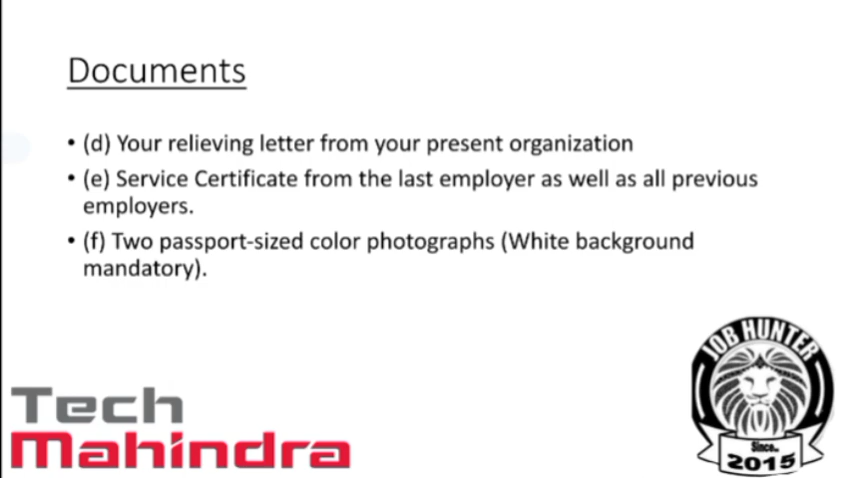 Documents
• (d) Your relieving letter from your present organization
• (e) Service Certificate from the last employer as well as all previous
employers.
• (f) Two passport-sized color photographs (White background
mandatory).
JOB HUNTER
Tech
Mahindra
Since..
2015